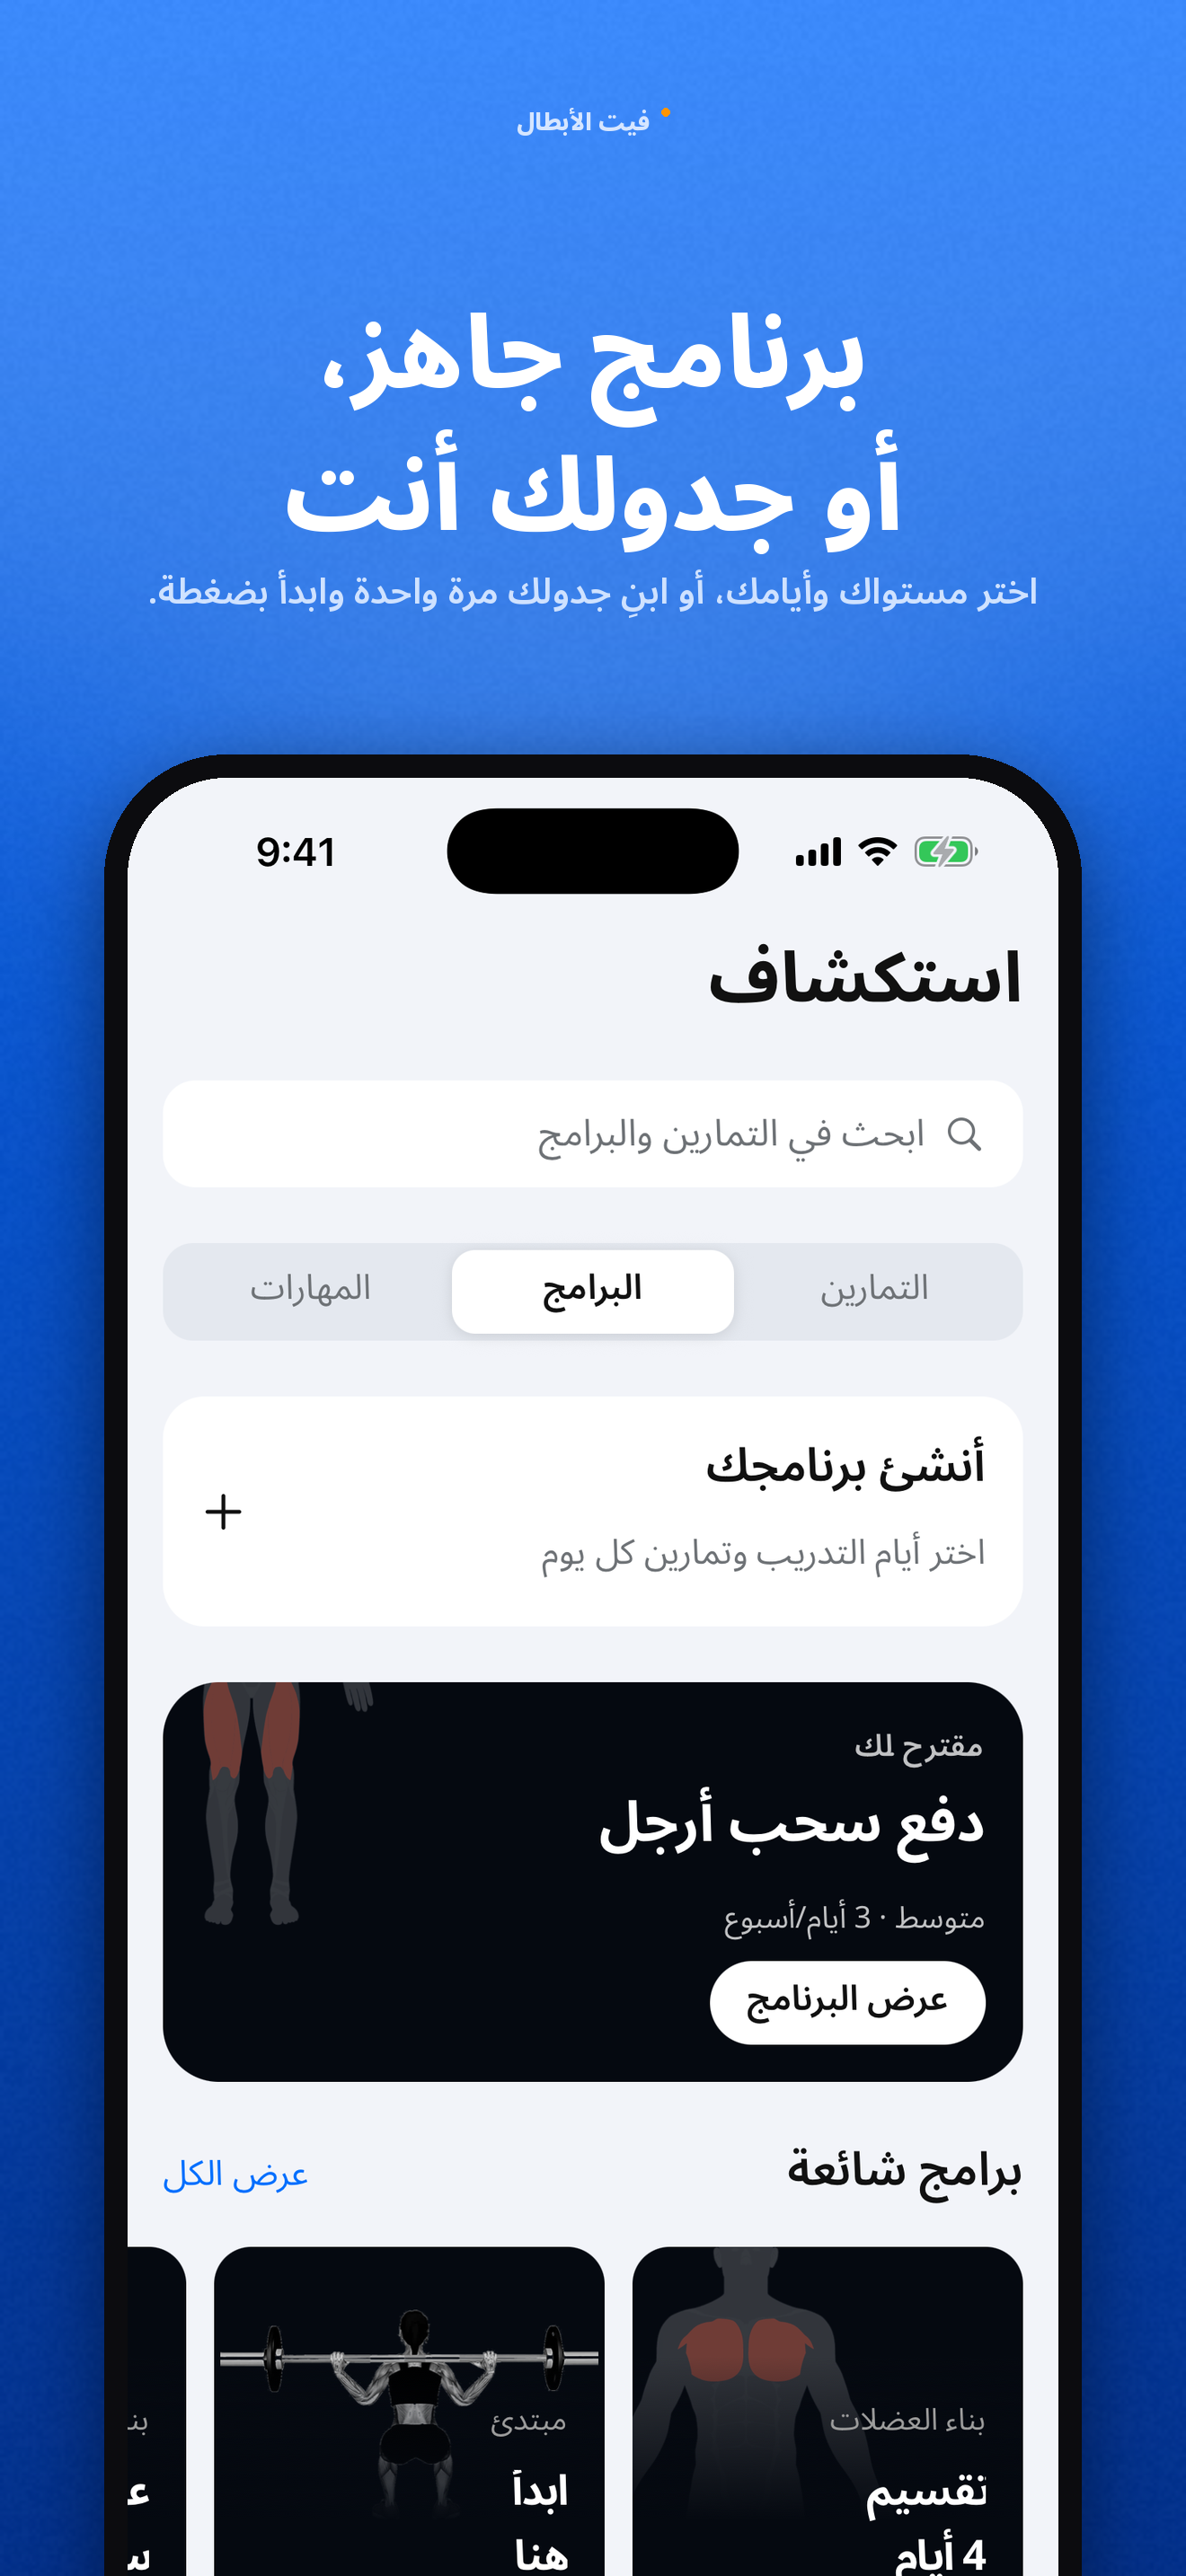 فيت الأبطال
برنامج جاهز،
أو جدولك أنت
اختر مستواك وأيامك، أو ابنِ جدولك مرة واحدة وابدأ بضغطة.
9:41
استكشاف
ابحث في التمارين والبرامج
التمارين
البرامج
المهارات
أنشئ برنامجك
اختر أيام التدريب وتمارين كل يوم
مقترح لك
دفع سحب أرجل
متوسط · 3 أيام/أسبوع
عرض البرنامج
برامج شائعة
عرض الكل
بناء العضلات
تقسيم
4 أيام
مبتدئ
ابدأ
هنا